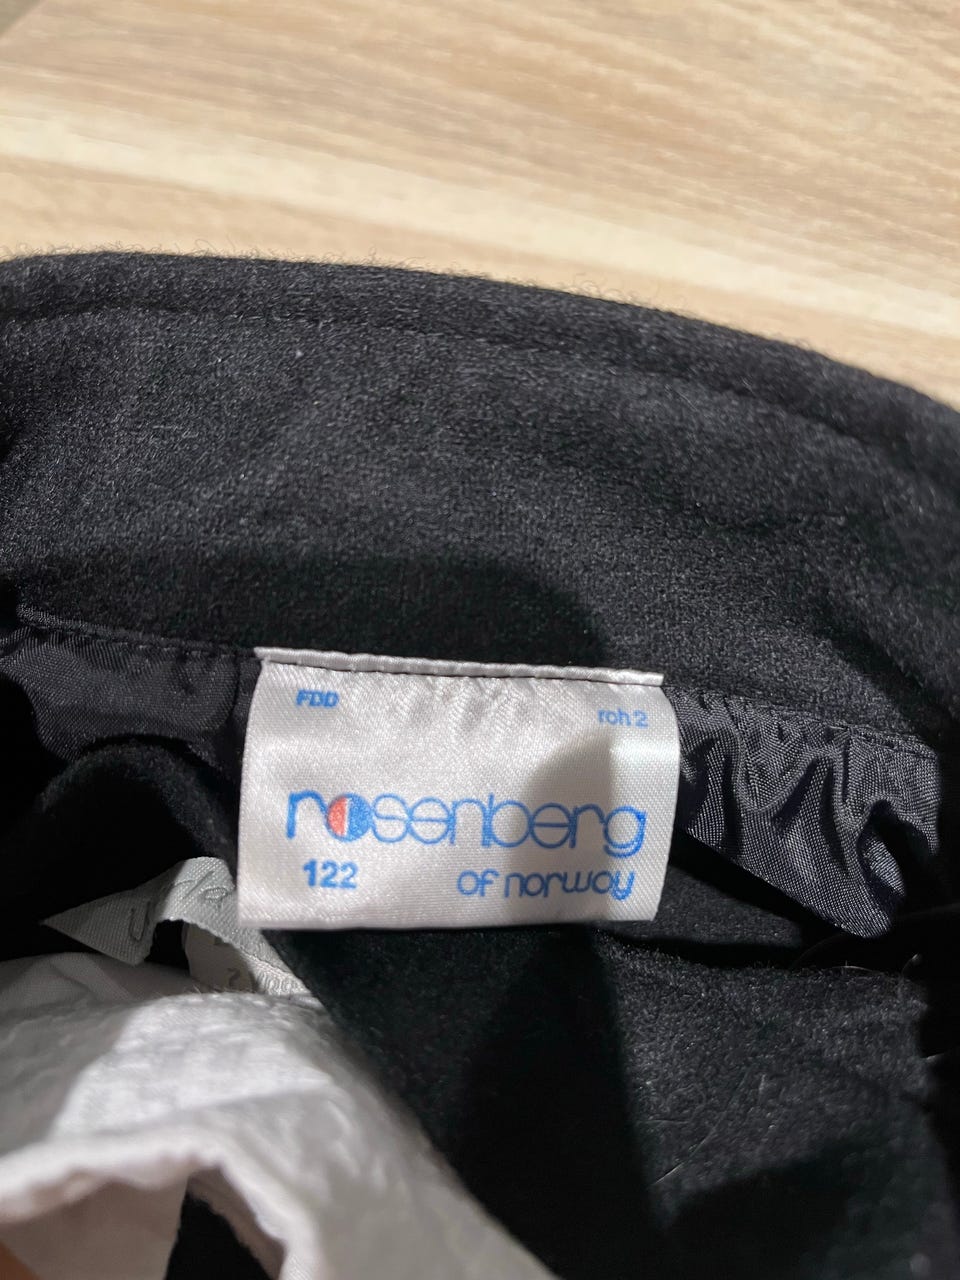 FDD
roh 2
rosenberg
122
OF norway